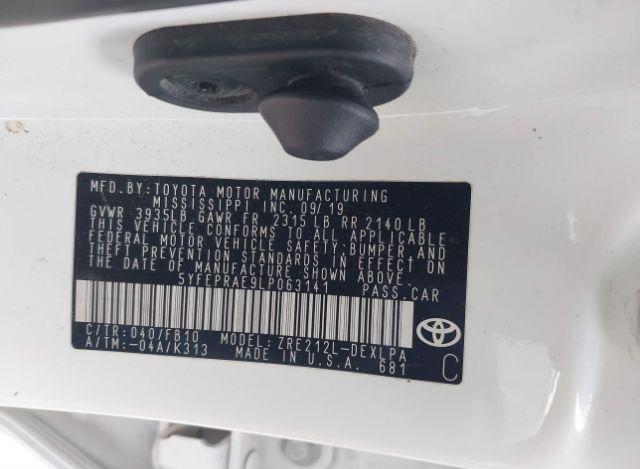 MFD.BY:TOYOTA MOTOR MANUFACTURING
MISSISSIPPI INC. 09/19
GVWR 3935LB GAWR FR 2315 LB RR 2140 LB
THIS VEHICLE CONFORMS TO ALL APPLICABLE
FEDERAL MOTOR VEHICLE SAFETY,BUMPER,AND
THEFT PREVENTION STANDARDS IN EFFECT ON
THE DATE OF MANUFACTURE SHOWN ABOVE.
5YFEPRAE9LP063141 PASS.CAR
C/TR: 040/FB10 MODEL: ZRE212L-DEXLPA
A/TM: -04A/K313 MADE IN U.S.A. 681
C